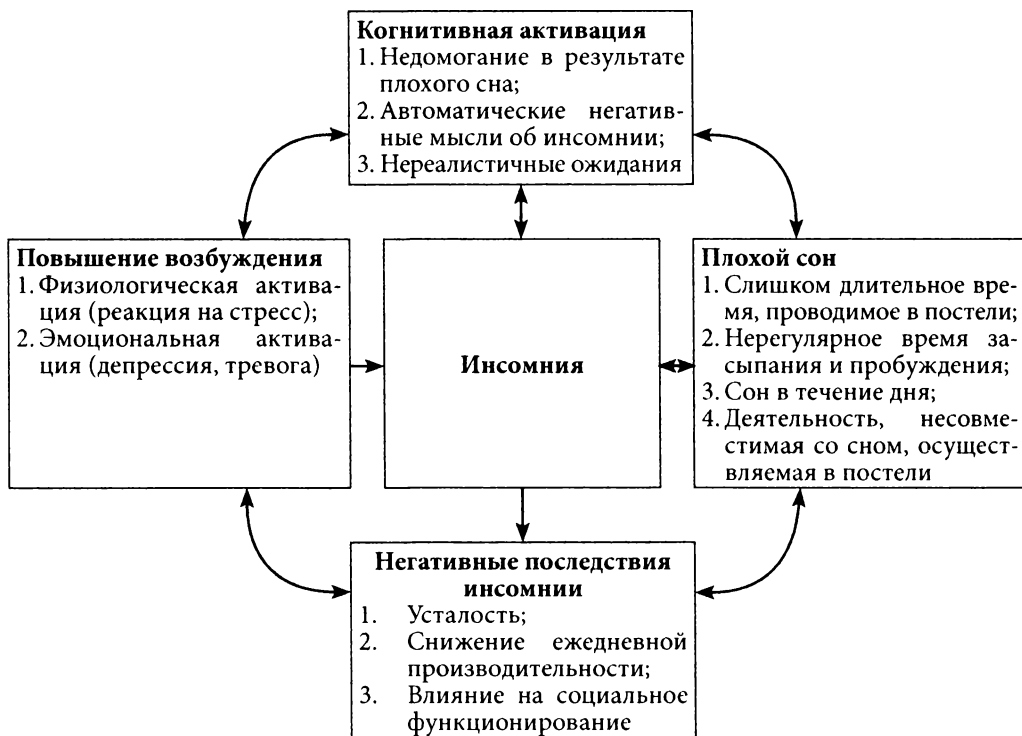 Когнитивная активация
1. Недомогание в результате
плохого сна;
2. Автоматические негатив-
ные мысли об инсомнии;
3. Нереалистичные ожидания
Повышение возбуждения
1. Физиологическая актива-
ция (реакция на стресс);
2. Эмоциональная актива-
ция (депрессия, тревога)
Инсомния
Плохой сон
1. Слишком длительное вре-
мя, проводимое в постели;
2. Нерегулярное время за-
сыпания и пробуждения;
3. Сон в течение дня;
4. Деятельность, несовме-
стимая со сном, осущест-
вляемая в постели
Негативные последствия
инсомнии
1. Усталость;
2. Снижение ежедневной
производительности;
3. Влияние на социальное
функционирование